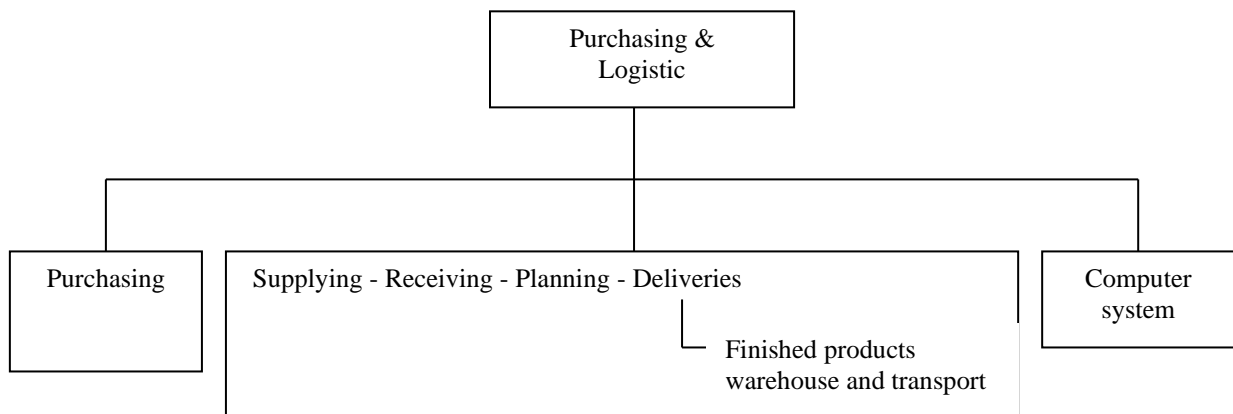 Purchasing &
Logistic
Purchasing
Supplying - Receiving - Planning - Deliveries
Finished products
warehouse and transport
Computer
system